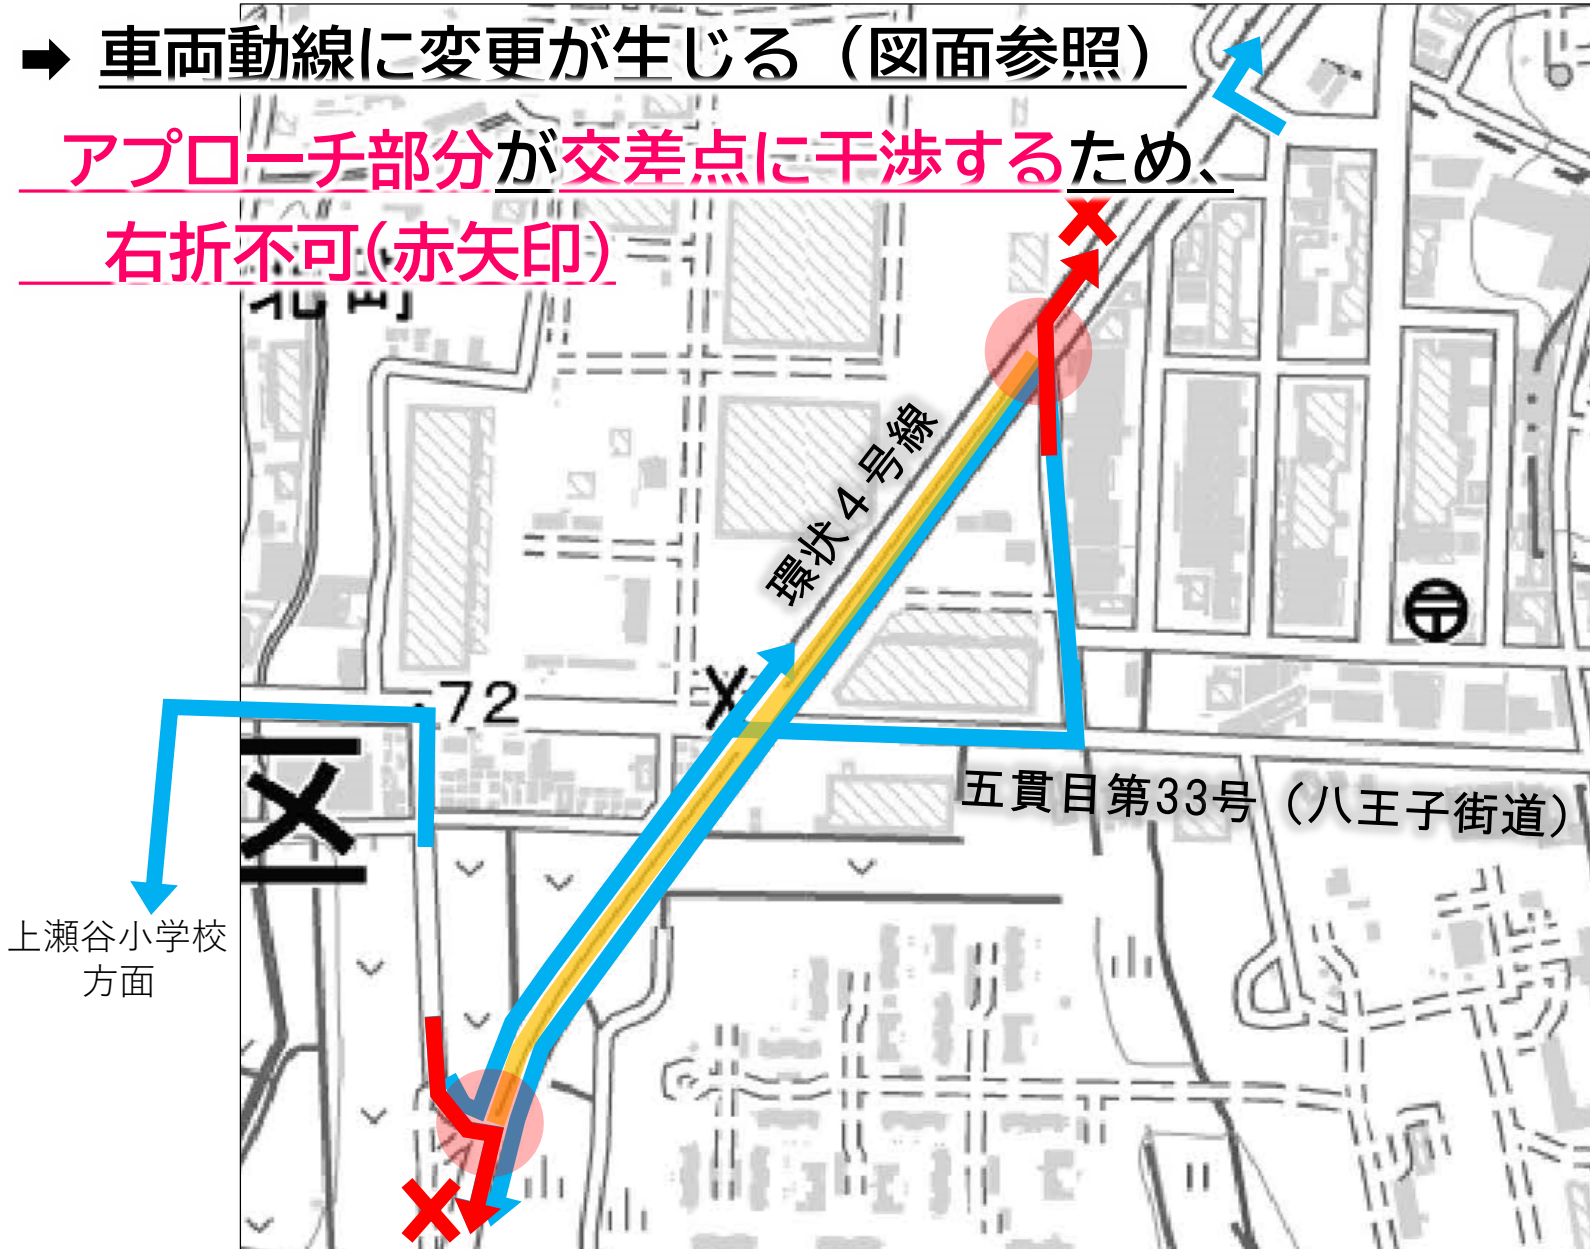 ➡ 車両動線に変更が生じる（図面参照）
アプローチ部分が交差点に干渉するため、
右折不可(赤矢印)
北町
環状４号線
72
五貫目第33号（八王子街道）
上瀬谷小学校
方面